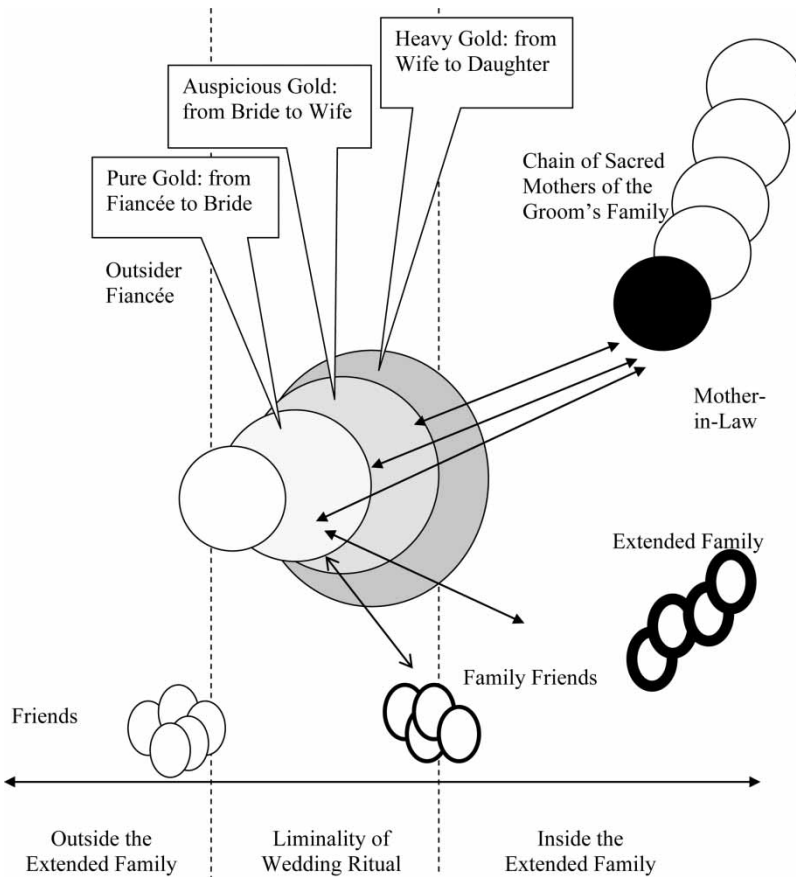 Heavy Gold: from
Wife to Daughter
Auspicious Gold:
from Bride to Wife
Pure Gold: from
Fiancée to Bride
Chain of Sacred
Mothers of the
Groom's Family
Outsider
Fiancée
Mother-
in-Law
Extended Family
Family Friends
Friends
Outside the
Extended Family
Liminality of
Wedding Ritual
Inside the
Extended Family